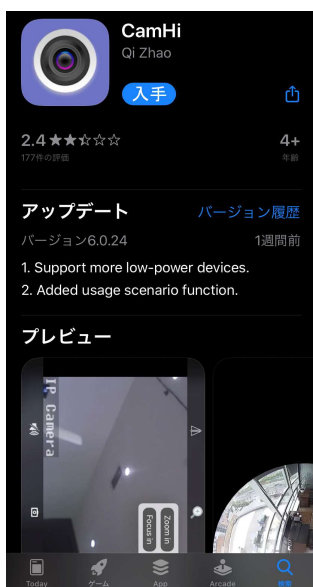 CamHi
Qi Zhao
入手
2.4
4+
177件の評価
年齢
アップデート
バージョン履歴
バージョン6.0.24
1週間前
1. Support more low-power devices.
2. Added usage scenario function.
プレビュー
IP Camera
Zoom in
Focus in
Today
ゲーム
App
Arcade
検索